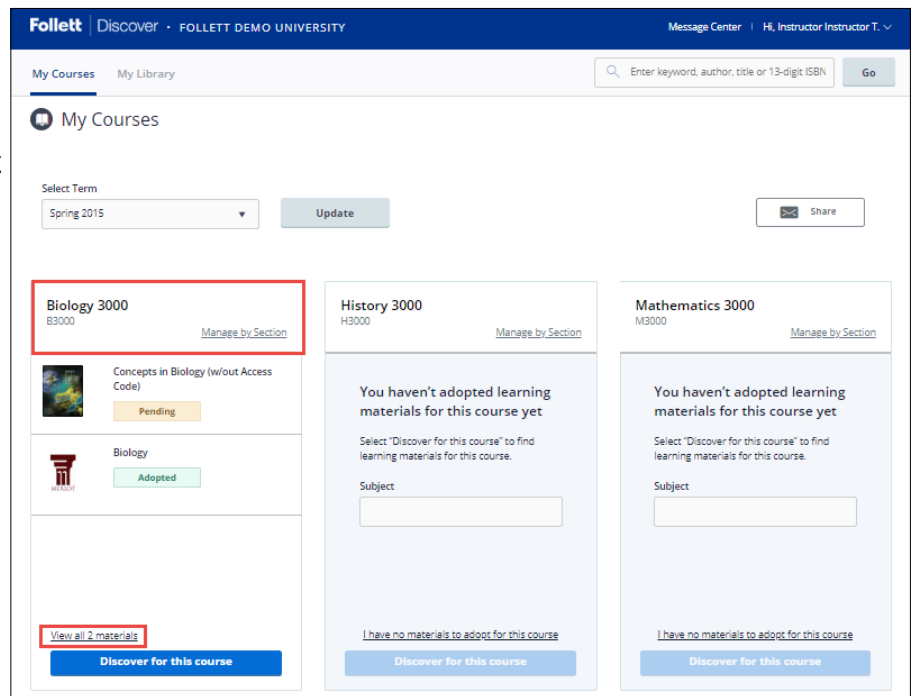 Follett Discover • FOLLETT DEMO UNIVERSITY
Message Center Hi, Instructor Instructor T.
My Courses My Library
Enter keyword, author, title or 13-digit ISBN Go
My Courses
Select Term
Spring 2015 Update Share
Biology 3000
B3000
Manage by Section
Concepts in Biology (w/out Access
Code)
Pending
Biology
Adopted
MERLOT
View all 2 materials
Discover for this course
History 3000
H3000
Manage by Section
You haven't adopted learning
materials for this course yet
Select "Discover for this course" to find
learning materials for this course.
Subject
I have no materials to adopt for this course
Discover for this course
Mathematics 3000
M3000
Manage by Section
You haven't adopted learning
materials for this course yet
Select "Discover for this course" to find
learning materials for this course.
Subject
I have no materials to adopt for this course
Discover for this course